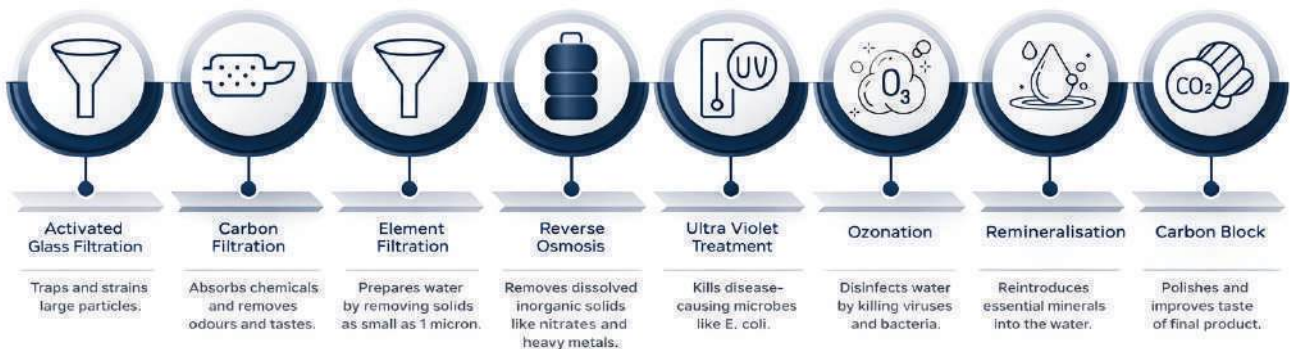 UV
O3
CO2
Activated
Glass Filtration
Traps and strains
large particles.
Carbon
Filtration
Absorbs chemicals
and removes
odours and tastes.
Element
Filtration
Prepares water
by removing solids
as small as 1 micron.
Reverse
Osmosis
Removes dissolved
inorganic solids
like nitrates and
heavy metals.
Ultra Violet
Treatment
Kills disease-
causing microbes
like E. coli.
Ozonation
Disinfects water
by killing viruses
and bacteria.
Remineralisation
Reintroduces
essential minerals
into the water.
Carbon Block
Polishes and
improves taste
of final product.